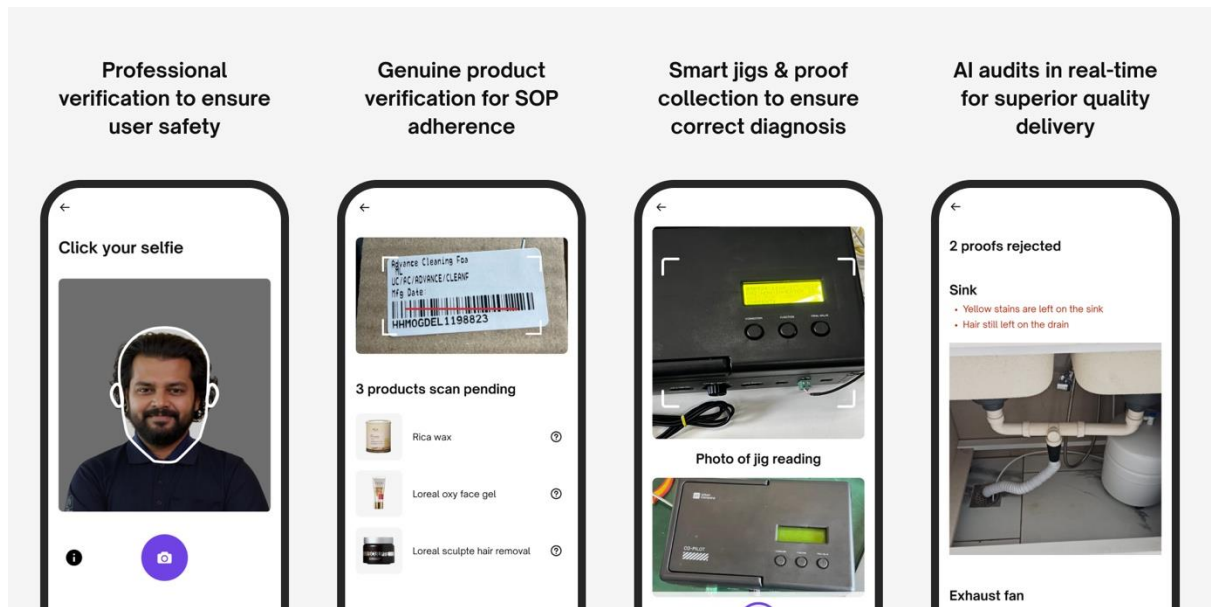 Professional
verification to ensure
user safety
Click your selfie
Genuine product
verification for SOP
adherence
Advance Cleaning Foa
UC/AC/ADVANCE/CLEANF
Mfg Date:
HHMOGDEL1198823
3 products scan pending
Rica wax
Loreal oxy face gel
Loreal sculpte hair removal
Smart jigs & proof
collection to ensure
correct diagnosis
Photo of jig reading
CO-PILOT
AI audits in real-time
for superior quality
delivery
2 proofs rejected
Sink
• Yellow stains are left on the sink
• Hair still left on the drain
Exhaust fan